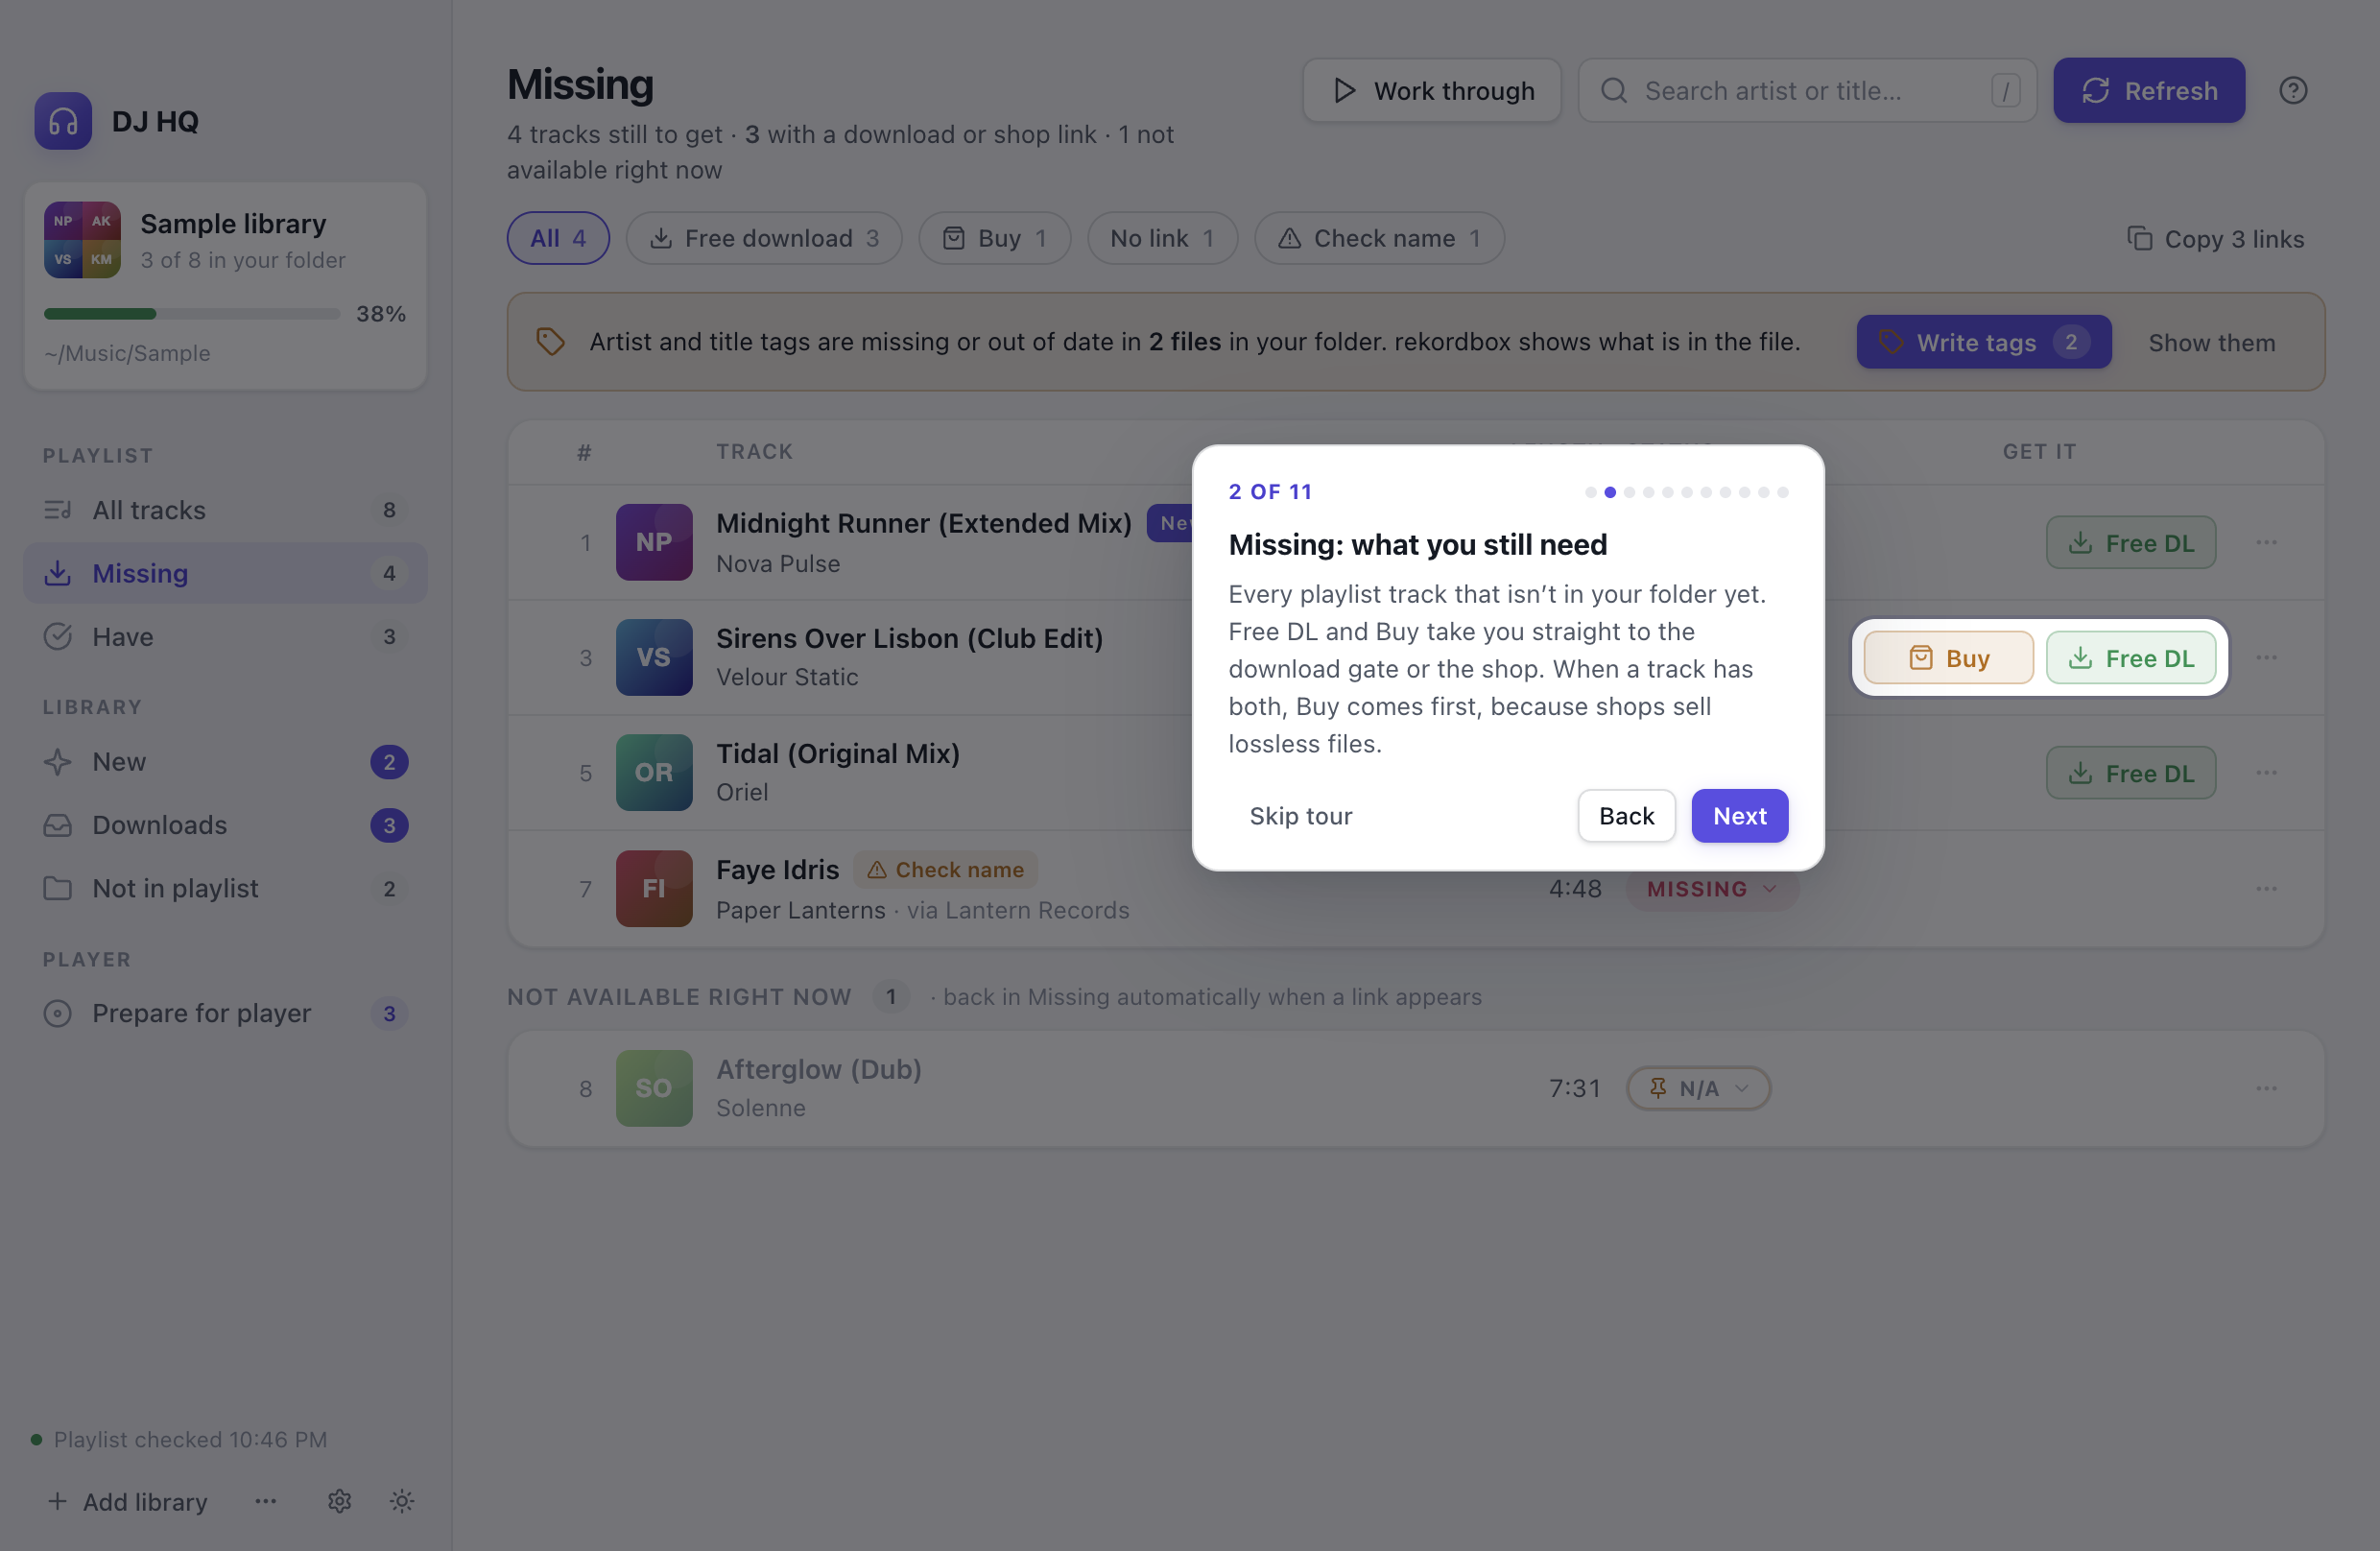 DJ HQ
NP AK
VS KM
Sample library
3 of 8 in your folder
38%
~/Music/Sample
PLAYLIST
All tracks 8
Missing 4
Have 3
LIBRARY
New 2
Downloads 3
Not in playlist 2
PLAYER
Prepare for player 3
Playlist checked 10:46 PM
Add library
Missing
4 tracks still to get · 3 with a download or shop link · 1 not
available right now
Work through
Search artist or title... /
Refresh
All 4
Free download 3
Buy 1
No link 1
Check name 1
Copy 3 links
Artist and title tags are missing or out of date in 2 files in your folder. rekordbox shows what is in the file.
Write tags 2
Show them
# TRACK GET IT
1 NP Midnight Runner (Extended Mix)
Nova Pulse
Free DL
3 VS Sirens Over Lisbon (Club Edit)
Velour Static
Buy Free DL
5 OR Tidal (Original Mix)
Oriel
Free DL
7 FI Faye Idris Check name
Paper Lanterns · via Lantern Records
4:48 MISSING
2 OF 11
Missing: what you still need
Every playlist track that isn’t in your folder yet.
Free DL and Buy take you straight to the
download gate or the shop. When a track has
both, Buy comes first, because shops sell
lossless files.
Skip tour Back Next
NOT AVAILABLE RIGHT NOW 1 · back in Missing automatically when a link appears
8 SO Afterglow (Dub)
Solenne
7:31 N/A